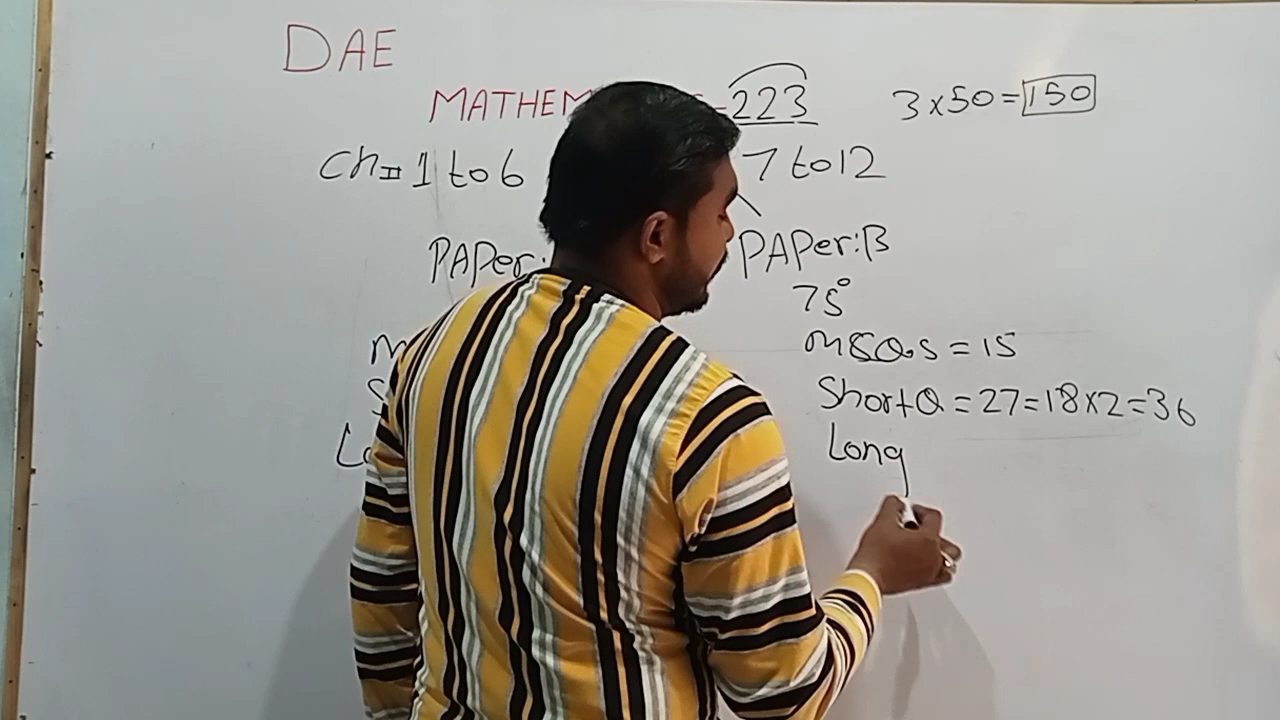 DAE
MATHEM 223 3x50=150
Ch= 1 to 6 7 to 12
PAPer: PAPer:B
75°
MSQs = 15
Short Q = 27=18x2=36
Long